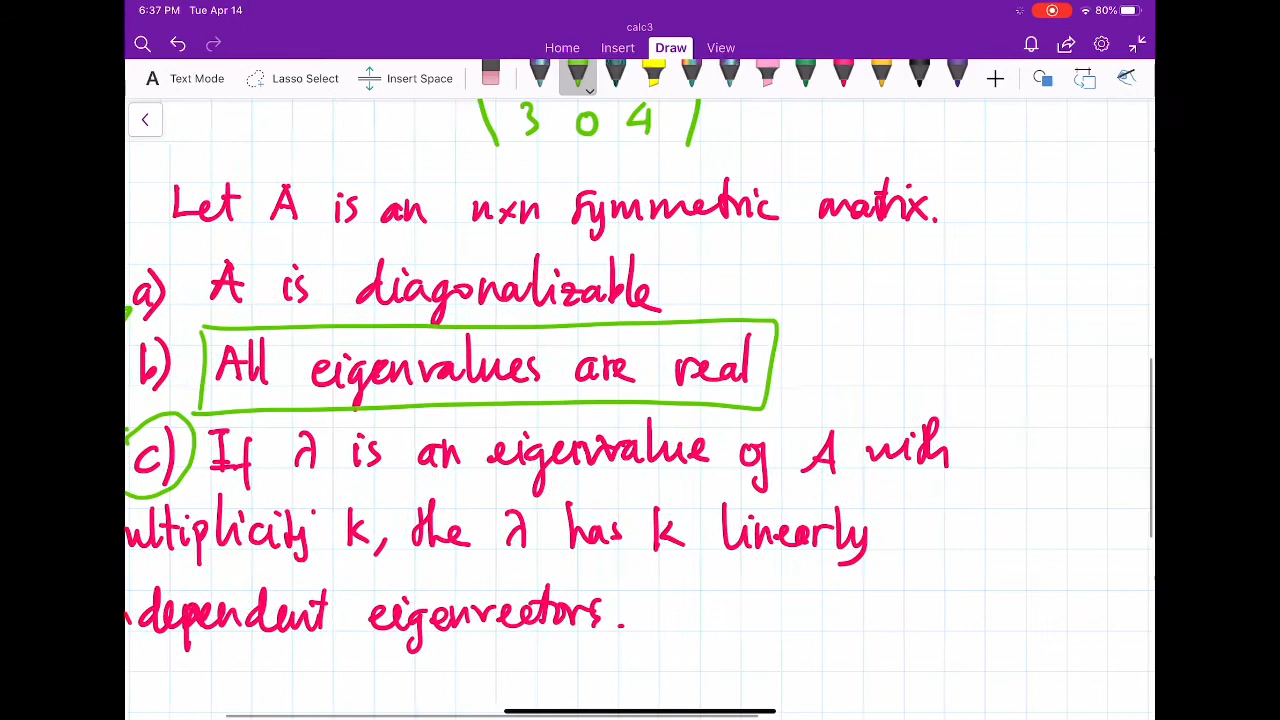 6:37 PM Tue Apr 14
80%
calc3
Home Insert Draw View
A Text Mode Lasso Select Insert Space
3 0 4
Let A is an n×n symmetric matrix.
a) A is diagonalizable
b) All eigenvalues are real
c) If λ is an eigenvalue of A with
ultiplicity k, the λ has k linearly
ndependent eigenvectors.